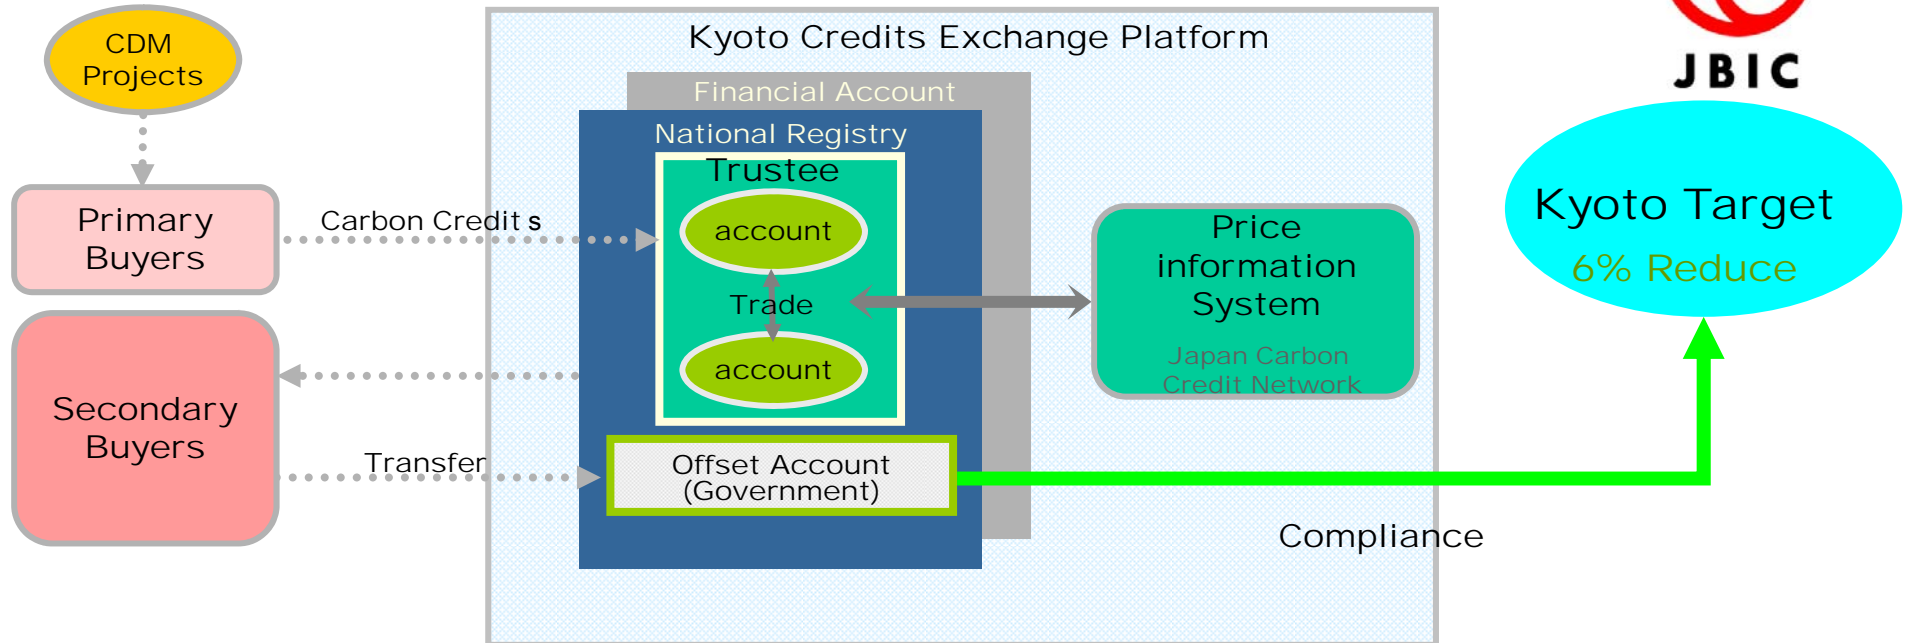 CDM
Projects
Primary
Buyers
Secondary
Buyers
Carbon Credits
Transfer
Kyoto Credits Exchange Platform
Financial Account
National Registry
Trustee
account
Trade
account
Offset Account
(Government)
Price
information
System
Japan Carbon
Credit Network
Compliance
JBIC
Kyoto Target
6% Reduce